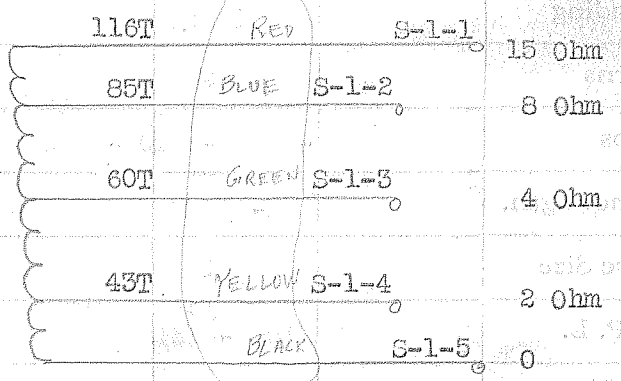 116T RED S-1-1 15 Ohm
85T BLUE S-1-2 8 Ohm
60T GREEN S-1-3 4 Ohm
43T YELLOW S-1-4 2 Ohm
BLACK S-1-5 0